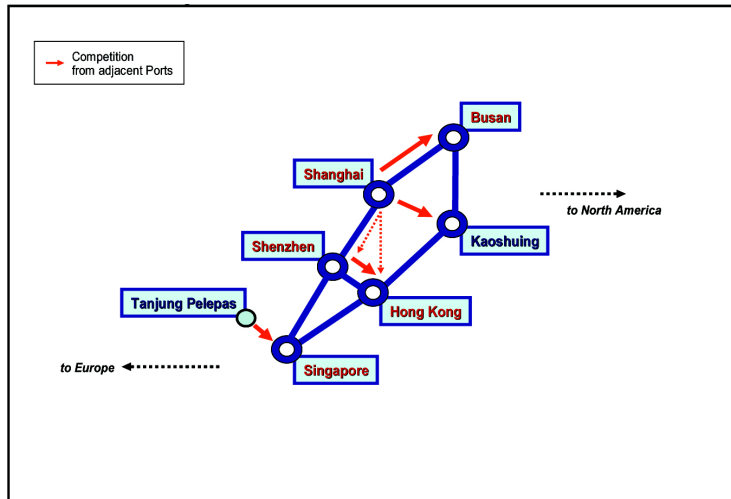 Competition
from adjacent Ports
Busan
Shanghai
to North America
Kaoshuing
Shenzhen
Tanjung Pelepas
Hong Kong
to Europe
Singapore